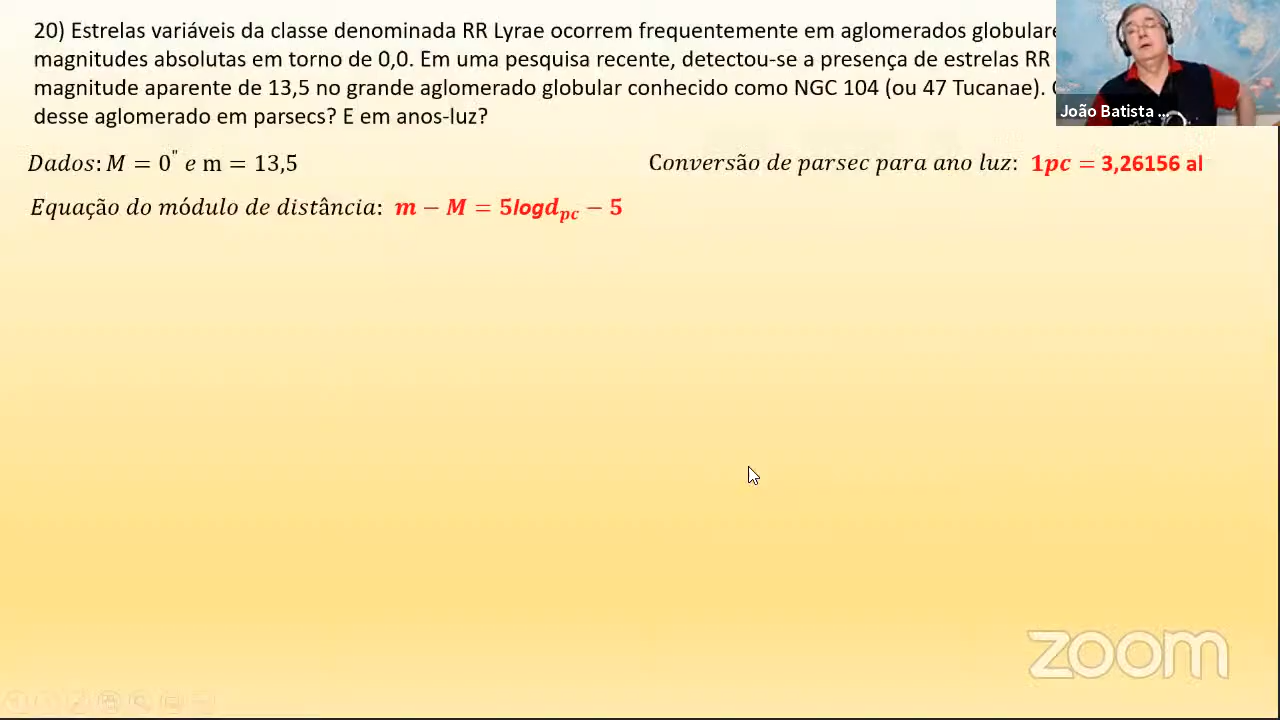 20) Estrelas variáveis da classe denominada RR Lyrae ocorrem frequentemente em aglomerados globulare
magnitudes absolutas em torno de 0,0. Em uma pesquisa recente, detectou-se a presença de estrelas RR
magnitude aparente de 13,5 no grande aglomerado globular conhecido como NGC 104 (ou 47 Tucanae).
desse aglomerado em parsecs? E em anos-luz?
João Batista ...
Dados: M = 0" e m = 13,5
Conversão de parsec para ano luz: 1pc = 3,26156 al
Equação do módulo de distância: m − M = 5logd_pc − 5
zoom